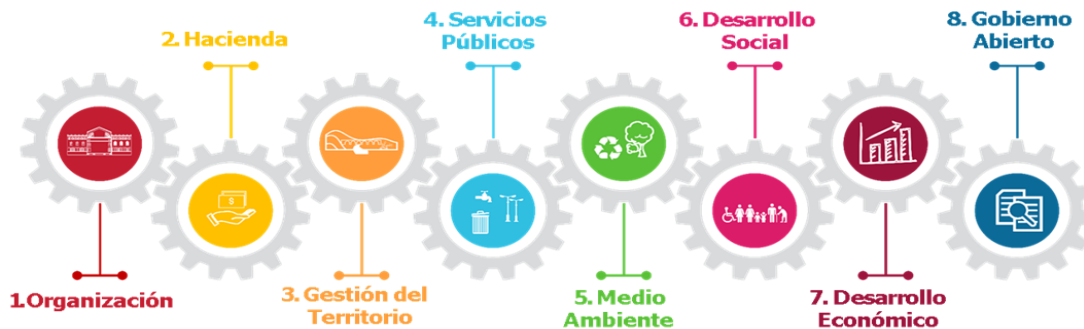 1.Organización
2. Hacienda
3. Gestión del
Territorio
4. Servicios
Públicos
5. Medio
Ambiente
6. Desarrollo
Social
7. Desarrollo
Económico
8. Gobierno
Abierto
$